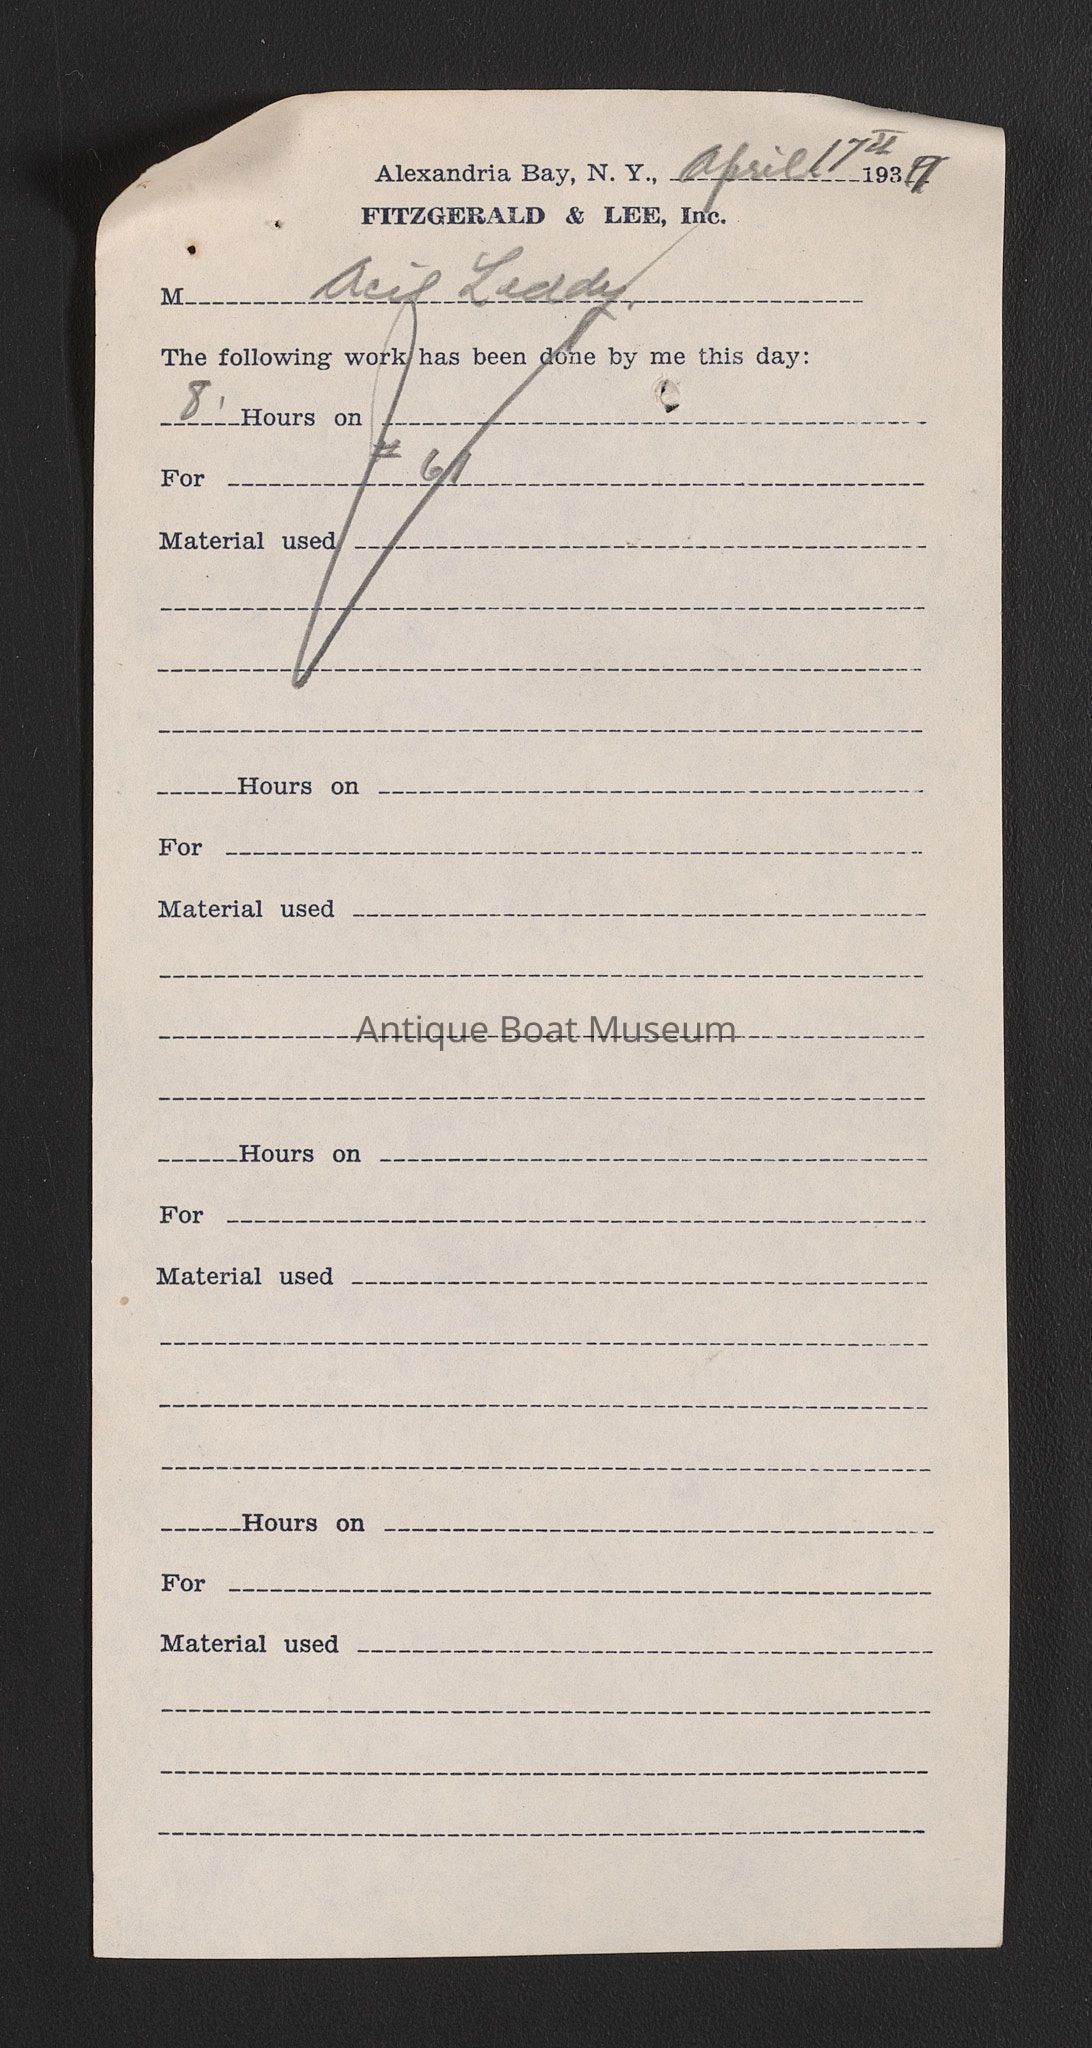 Alexandria Bay, N. Y., April 17th 1939
FITZGERALD & LEE, Inc.
M Leddy.
The following work has been done by me this day:
8 Hours on
# 61
For
Material used
Hours on
For
Material used
Antique Boat Museum
Hours on
For
Material used
Hours on
For
Material used